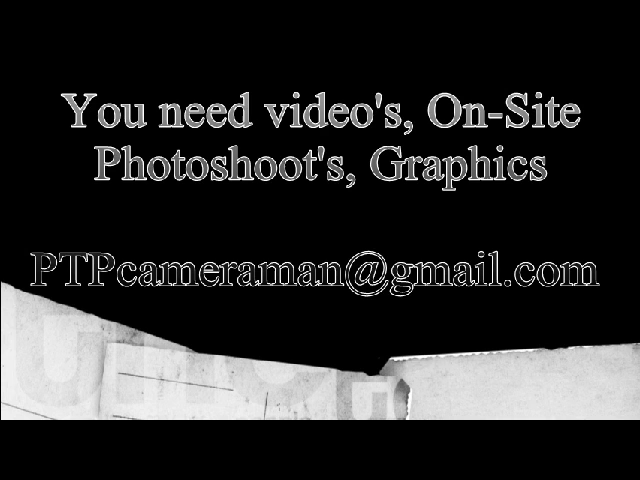 You need video's, On-Site
Photoshoot's, Graphics
PTPcameraman@gmail.com